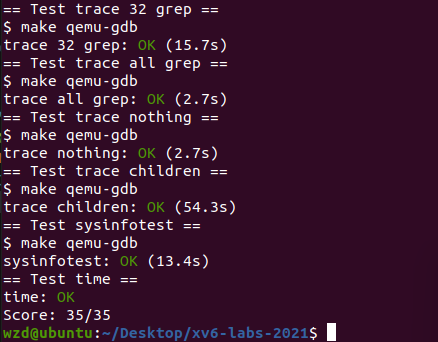 == Test trace 32 grep ==
$ make qemu-gdb
trace 32 grep: OK (15.7s)
== Test trace all grep ==
$ make qemu-gdb
trace all grep: OK (2.7s)
== Test trace nothing ==
$ make qemu-gdb
trace nothing: OK (2.7s)
== Test trace children ==
$ make qemu-gdb
trace children: OK (54.3s)
== Test sysinfotest ==
$ make qemu-gdb
sysinfotest: OK (13.4s)
== Test time ==
time: OK
Score: 35/35
wzd@ubuntu:~/Desktop/xv6-labs-2021$